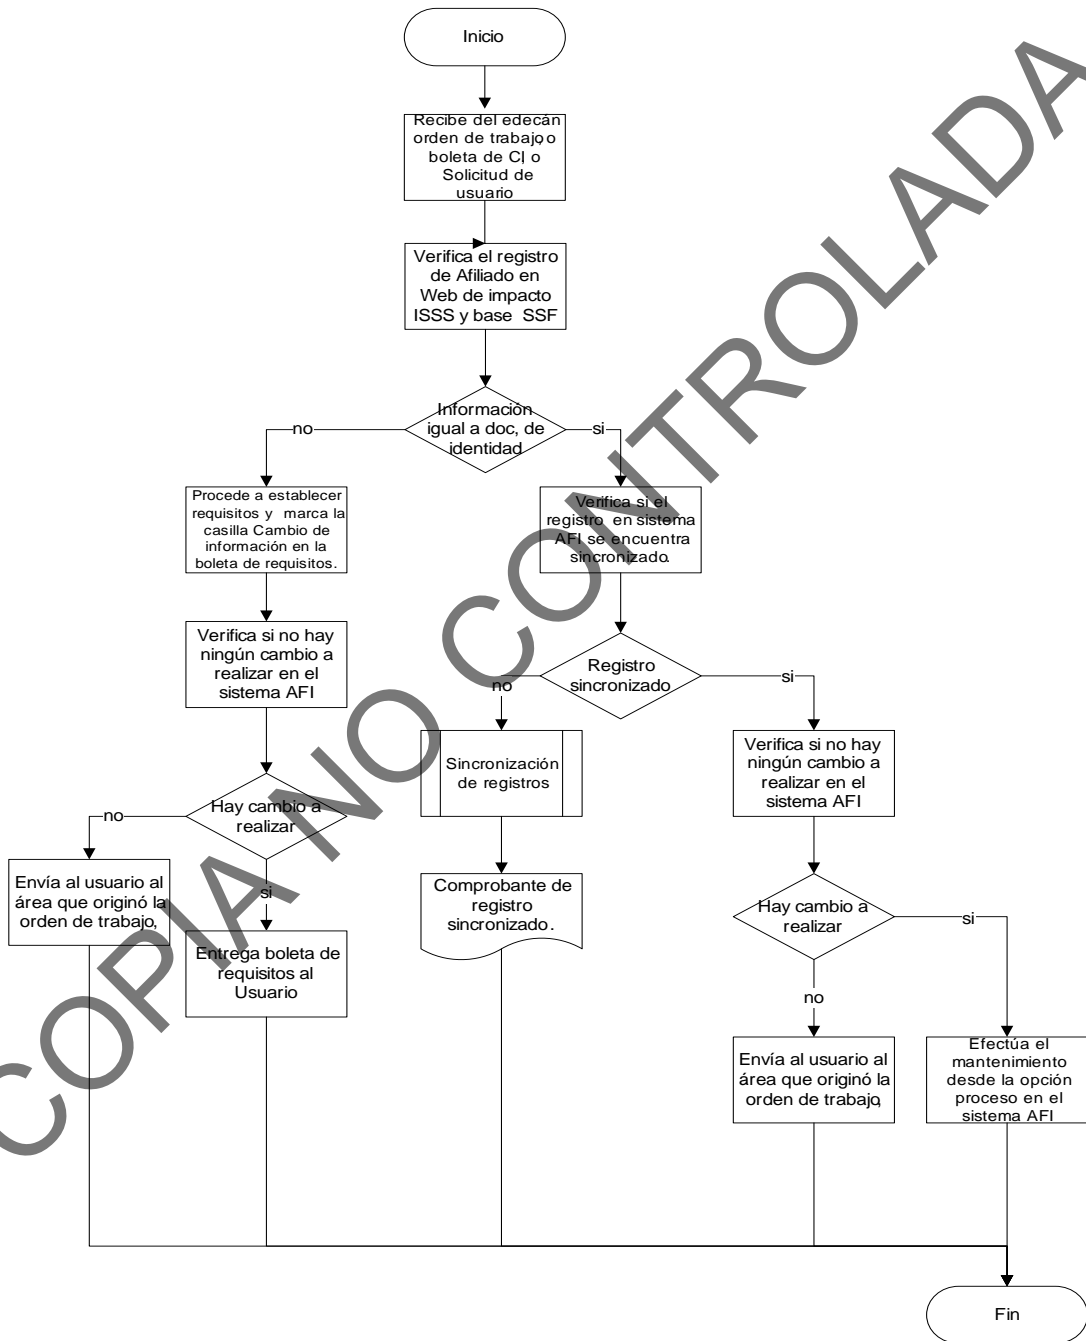 Inicio
Recibe del edecán
orden de trabajo,o
boleta de CI, o
Solicitud de
usuario
Verifica el registro
de Afiliado en
Web de impacto
ISSS y base SSF
Información
igual a doc, de
identidad
no
si
Procede a establecer
requisitos y marca la
casilla Cambio de
información en la
boleta de requisitos.
Verifica si el
registro en sistema
AFI se encuentra
sincronizado.
Verifica si no hay
ningún cambio a
realizar en el
sistema AFI
Registro
sincronizado
no
si
Sincronización
de registros
Verifica si no hay
ningún cambio a
realizar en el
sistema AFI
Hay cambio a
realizar
no
si
Envía al usuario al
área que originó la
orden de trabajo,
Entrega boleta de
requisitos al
Usuario
Comprobante de
registro
sincronizado.
Hay cambio a
realizar
si
no
Envía al usuario al
área que originó la
orden de trabajo,
Efectúa el
mantenimiento
desde la opción
proceso en el
sistema AFI
Fin
COPIA NO CONTROLADA